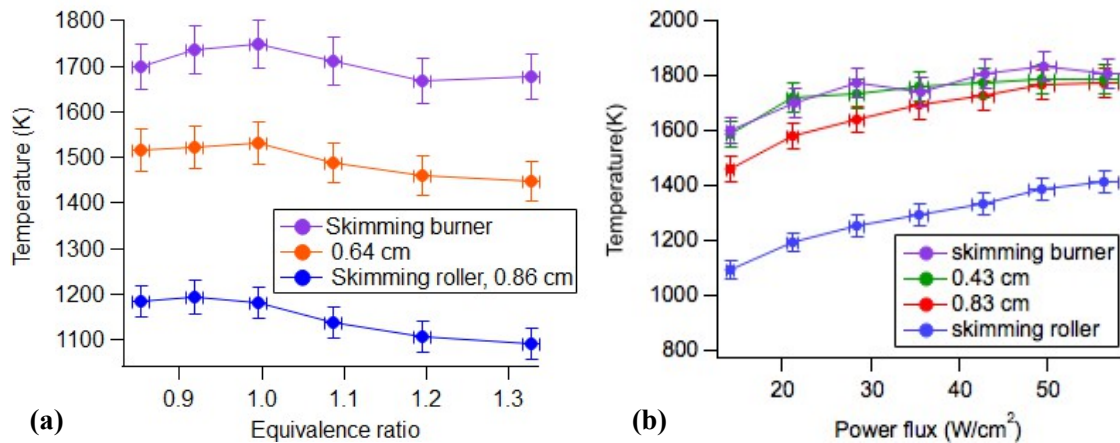 1800
1700
1600
1500
1400
1300
1200
1100
Temperature (K)
Skimming burner
0.64 cm
Skimming roller, 0.86 cm
0.9 1.0 1.1 1.2 1.3
Equivalence ratio
(a)
2000
1800
1600
1400
1200
1000
800
Temperature(K)
skimming burner
0.43 cm
0.83 cm
skimming roller
20 30 40 50
Power flux (W/cm²)
(b)